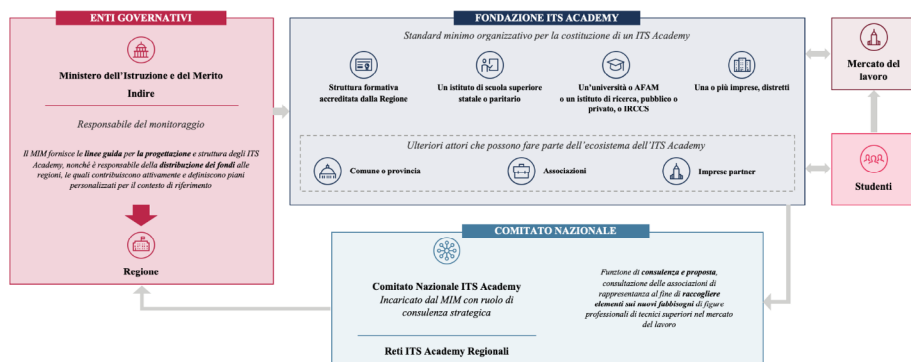 ENTI GOVERNATIVI
Ministero dell'Istruzione e del Merito
Indire
Responsabile del monitoraggio
Il MIM fornisce le linee guida per la progettazione e struttura degli ITS
Academy, nonché è responsabile della distribuzione dei fondi alle
regioni, le quali contribuiscono attivamente e definiscono piani
personalizzati per il contesto di riferimento
Regione
FONDAZIONE ITS ACADEMY
Standard minimo organizzativo per la costituzione di un ITS Academy
Struttura formativa
accreditata dalla Regione
Un istituto di scuola superiore
statale o paritario
Un'università o AFAM
o un istituto di ricerca, pubblico o
privato, o IRCCS
Una o più imprese, distretti
Ulteriori attori che possono fare parte dell'ecosistema dell'ITS Academy
Comune o provincia
Associazioni
Imprese partner
Mercato del
lavoro
Studenti
COMITATO NAZIONALE
Comitato Nazionale ITS Academy
Incaricato dal MIM con ruolo di
consulenza strategica
Reti ITS Academy Regionali
Funzione di consulenza e proposta,
consultazione delle associazioni di
rappresentanza al fine di raccogliere
elementi sui nuovi fabbisogni di figure
professionali di tecnici superiori nel mercato
del lavoro